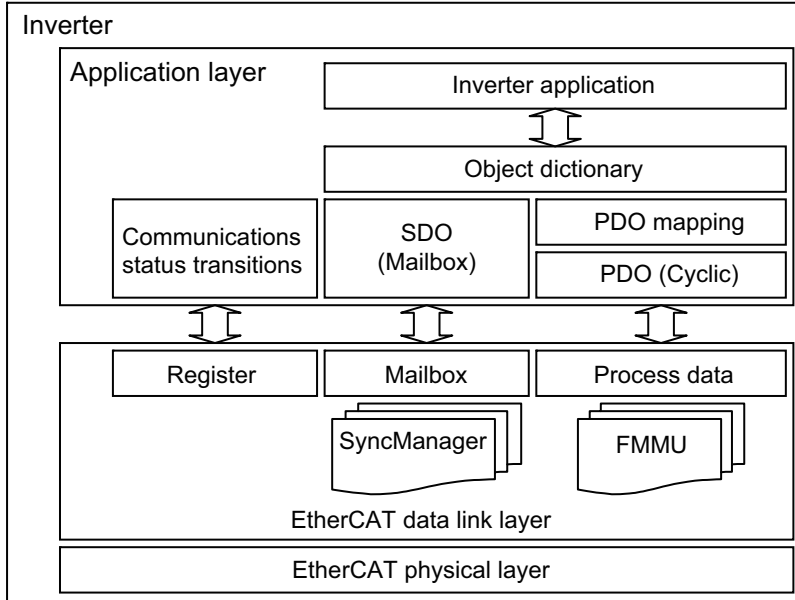 Inverter
Application layer
Inverter application
Object dictionary
Communications
status transitions
SDO
(Mailbox)
PDO mapping
PDO (Cyclic)
Register
Mailbox
Process data
SyncManager
FMMU
EtherCAT data link layer
EtherCAT physical layer